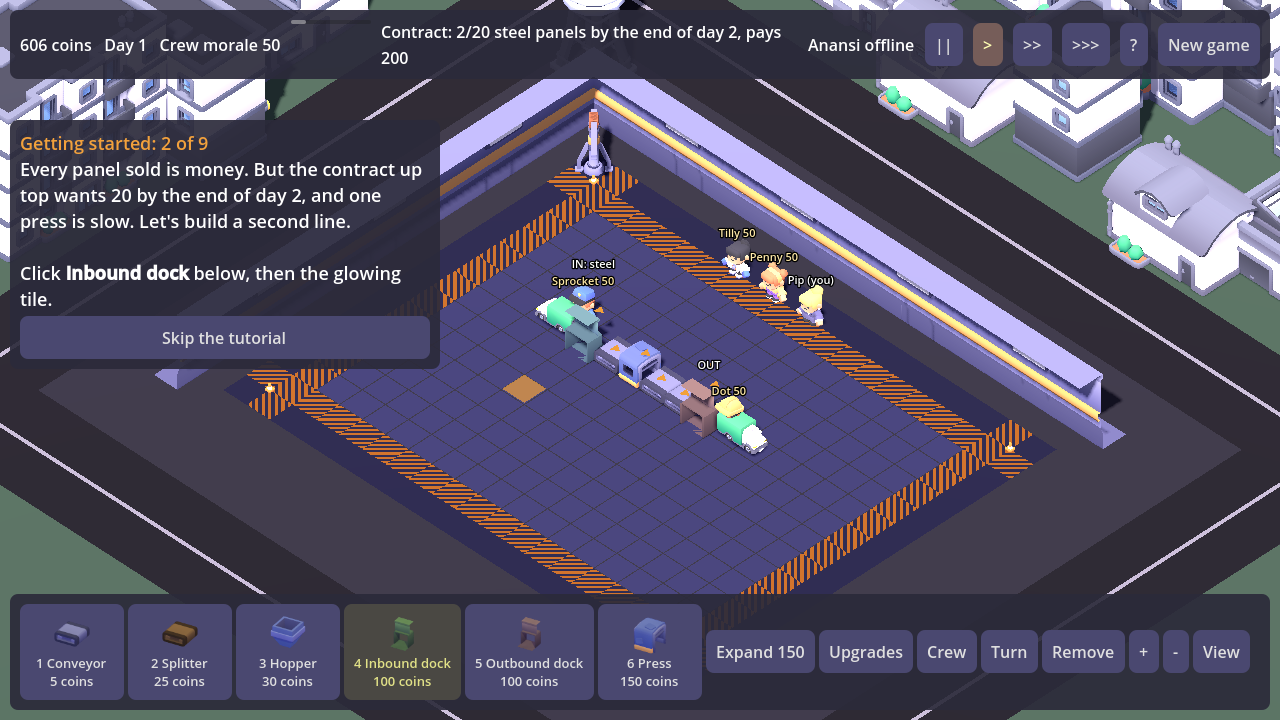 606 coins Day 1 Crew morale 50
Contract: 2/20 steel panels by the end of day 2, pays
200
Anansi offline
|| > >> >>> ? New game
Getting started: 2 of 9
Every panel sold is money. But the contract up
top wants 20 by the end of day 2, and one
press is slow. Let's build a second line.
Click Inbound dock below, then the glowing
tile.
Skip the tutorial
Tilly 50
Penny 50
Pip (you)
IN: steel
Sprocket 50
OUT
Dot 50
1 Conveyor
5 coins
2 Splitter
25 coins
3 Hopper
30 coins
4 Inbound dock
100 coins
5 Outbound dock
100 coins
6 Press
150 coins
Expand 150
Upgrades
Crew
Turn
Remove
+
-
View